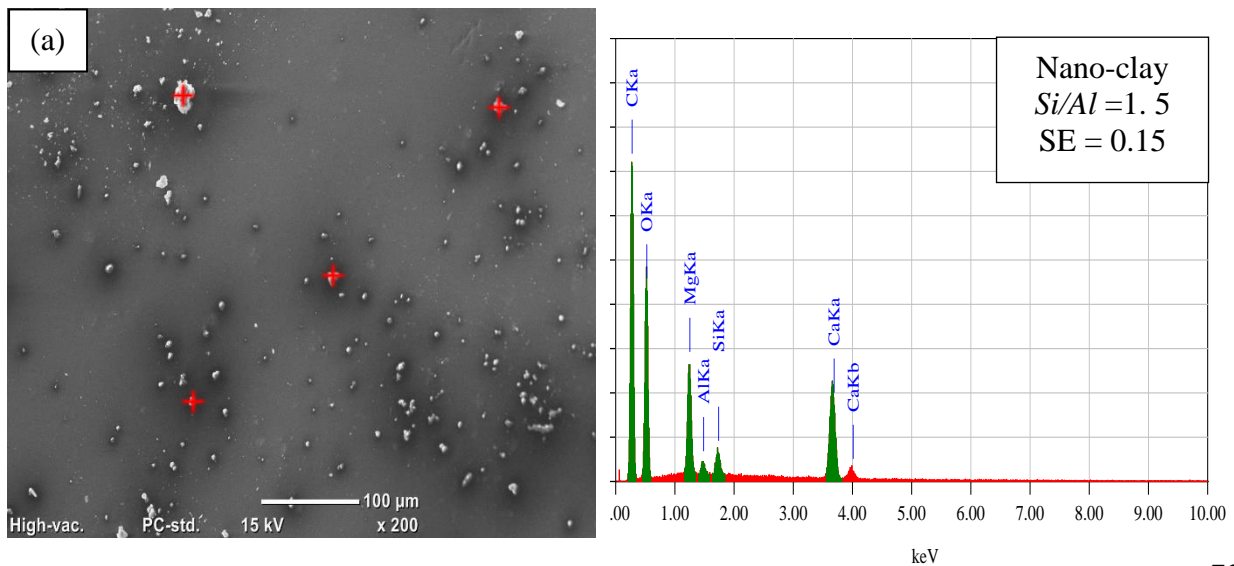 (a)
100 μm
High-vac. PC-std. 15 kV x 200
CKa
OKa
MgKa
AlKa
SiKa
CaKa
CaKb
Nano-clay
Si/Al =1. 5
SE = 0.15
.00 1.00 2.00 3.00 4.00 5.00 6.00 7.00 8.00 9.00 10.00
keV